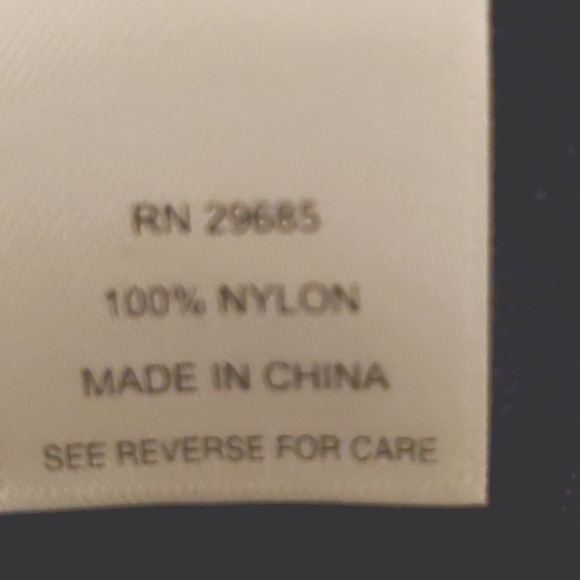 RN 29685
100% NYLON
MADE IN CHINA
SEE REVERSE FOR CARE